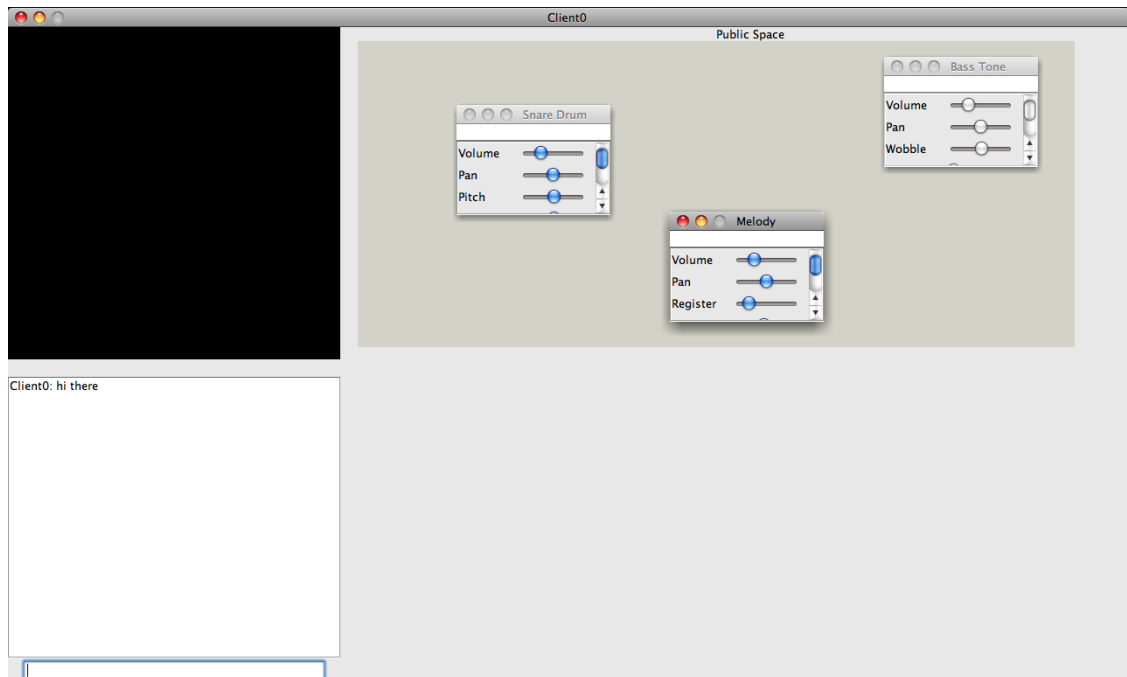 Client0
Public Space
Bass Tone
Volume
Pan
Wobble
Snare Drum
Volume
Pan
Pitch
Melody
Volume
Pan
Register
Client0: hi there